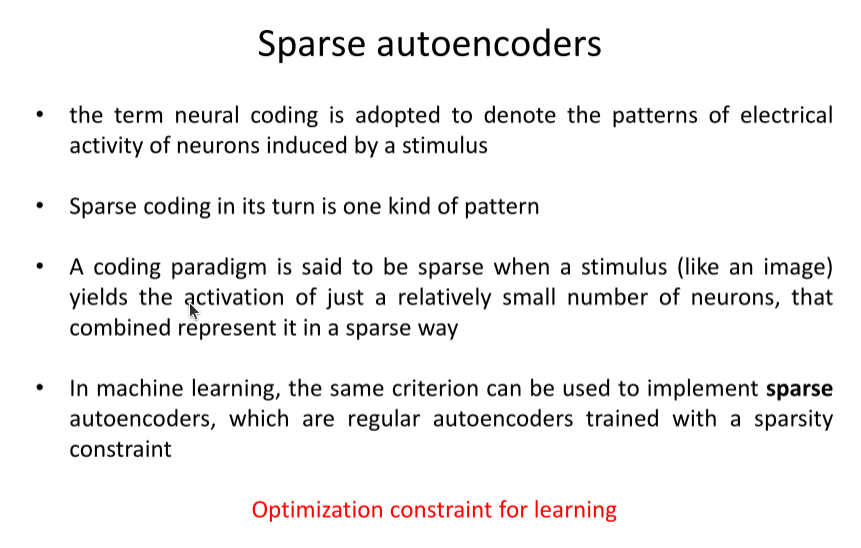 Sparse autoencoders
• the term neural coding is adopted to denote the patterns of electrical
activity of neurons induced by a stimulus
• Sparse coding in its turn is one kind of pattern
• A coding paradigm is said to be sparse when a stimulus (like an image)
yields the activation of just a relatively small number of neurons, that
combined represent it in a sparse way
• In machine learning, the same criterion can be used to implement sparse
autoencoders, which are regular autoencoders trained with a sparsity
constraint
Optimization constraint for learning